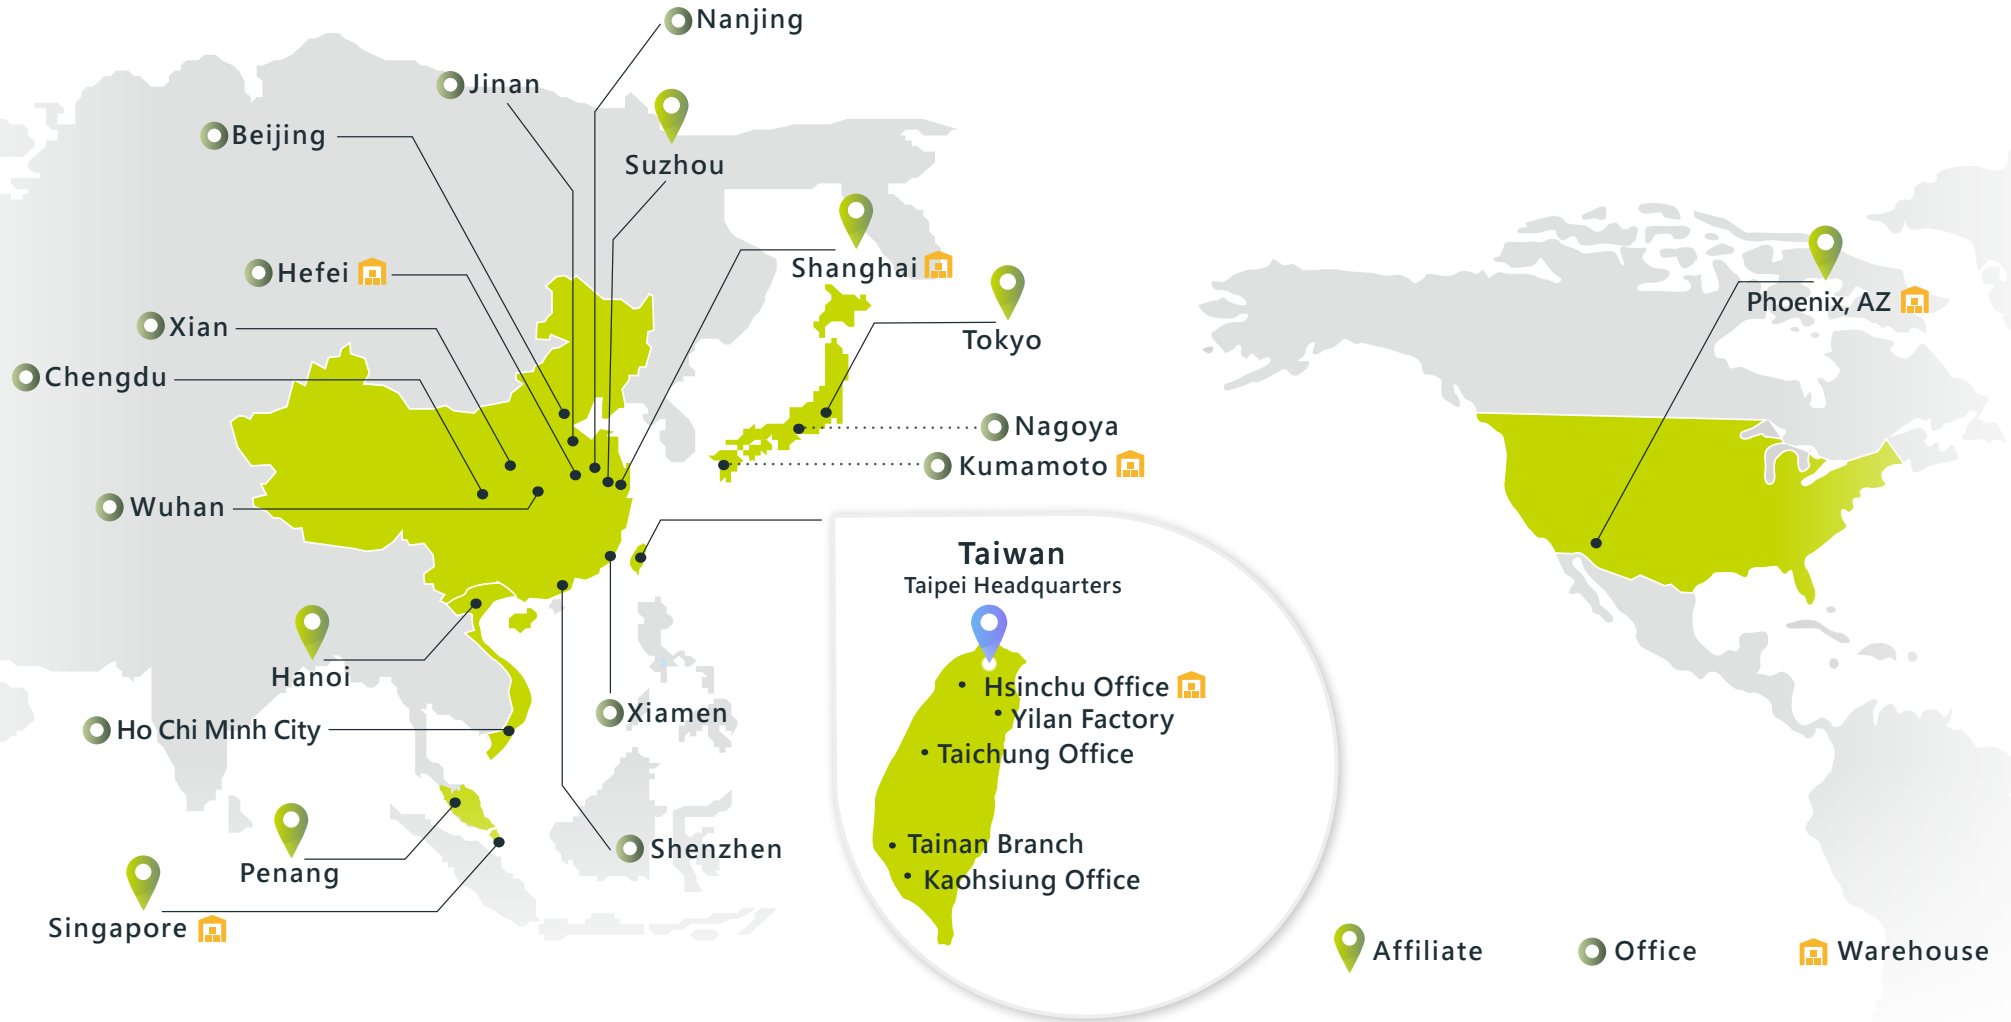 Nanjing
Jinan
Beijing
Suzhou
Hefei
Shanghai
Xian
Tokyo
Phoenix, AZ
Chengdu
Nagoya
Kumamoto
Wuhan
Taiwan
Taipei Headquarters
Hanoi
Hsinchu Office
Xiamen
Yilan Factory
Ho Chi Minh City
Taichung Office
Shenzhen
Tainan Branch
Penang
Kaohsiung Office
Singapore
Affiliate
Office
Warehouse